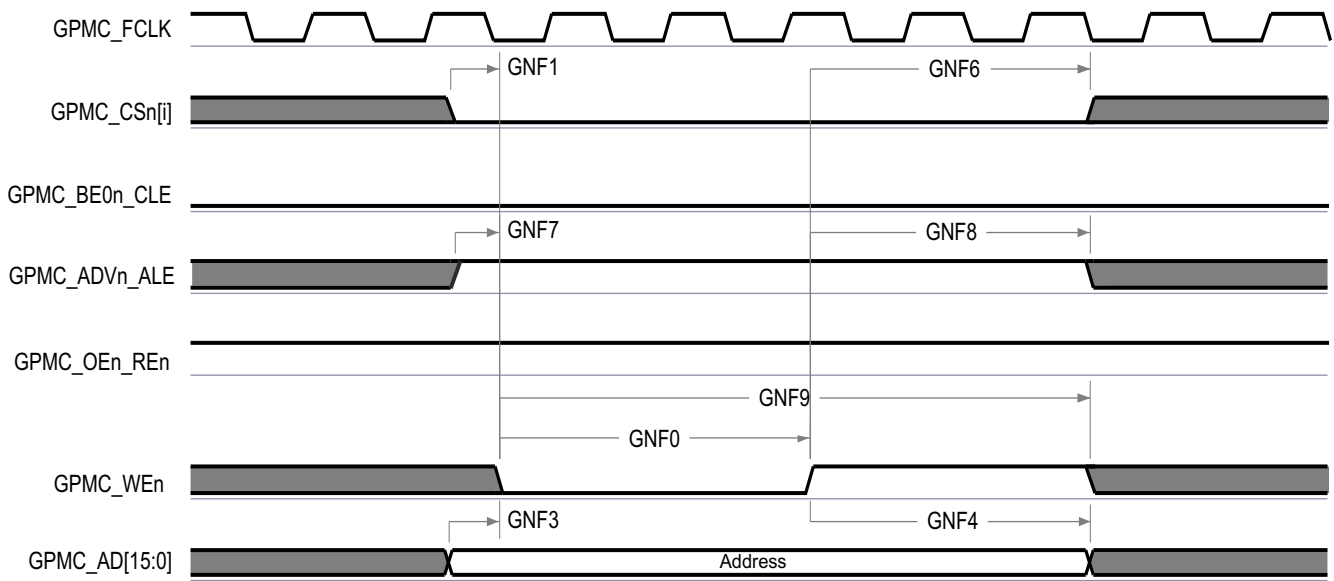 GPMC_FCLK
GNF1
GNF6
GPMC_CSn[i]
GPMC_BE0n_CLE
GNF7
GNF8
GPMC_ADVn_ALE
GPMC_OEn_REn
GNF9
GNF0
GPMC_WEn
GNF3
GNF4
GPMC_AD[15:0]
Address